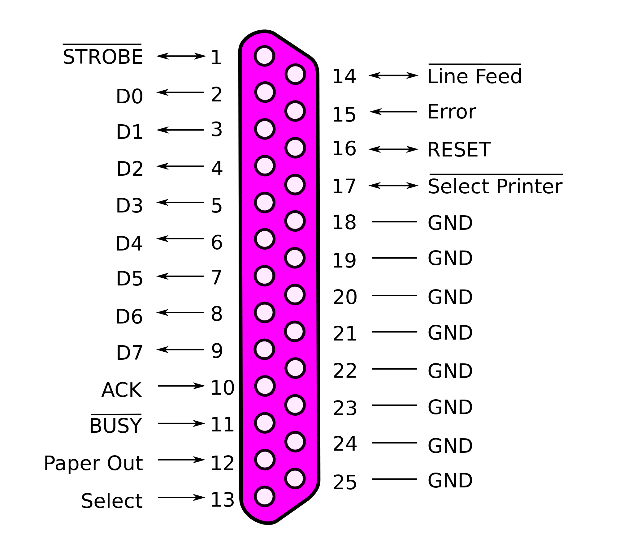 STROBE 1
D0 2
D1 3
D2 4
D3 5
D4 6
D5 7
D6 8
D7 9
ACK 10
BUSY 11
Paper Out 12
Select 13
14 Line Feed
15 Error
16 RESET
17 Select Printer
18 GND
19 GND
20 GND
21 GND
22 GND
23 GND
24 GND
25 GND